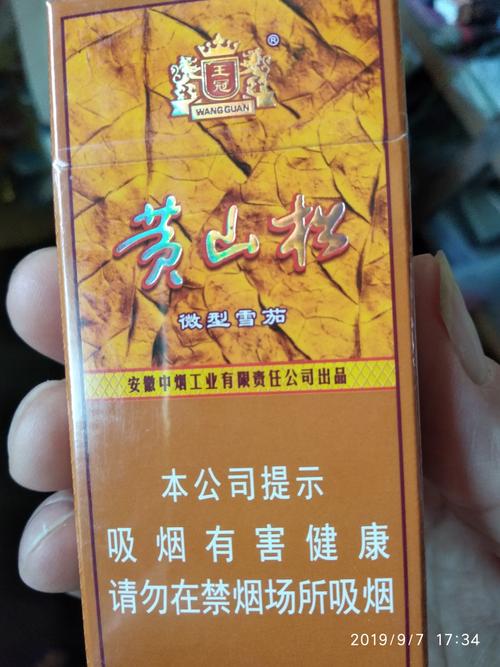 王冠
®
WANGGUAN
黄山松
微型雪茄
安徽中烟工业有限责任公司出品
本公司提示
吸烟有害健康
请勿在禁烟场所吸烟
2019/9/7 17:34